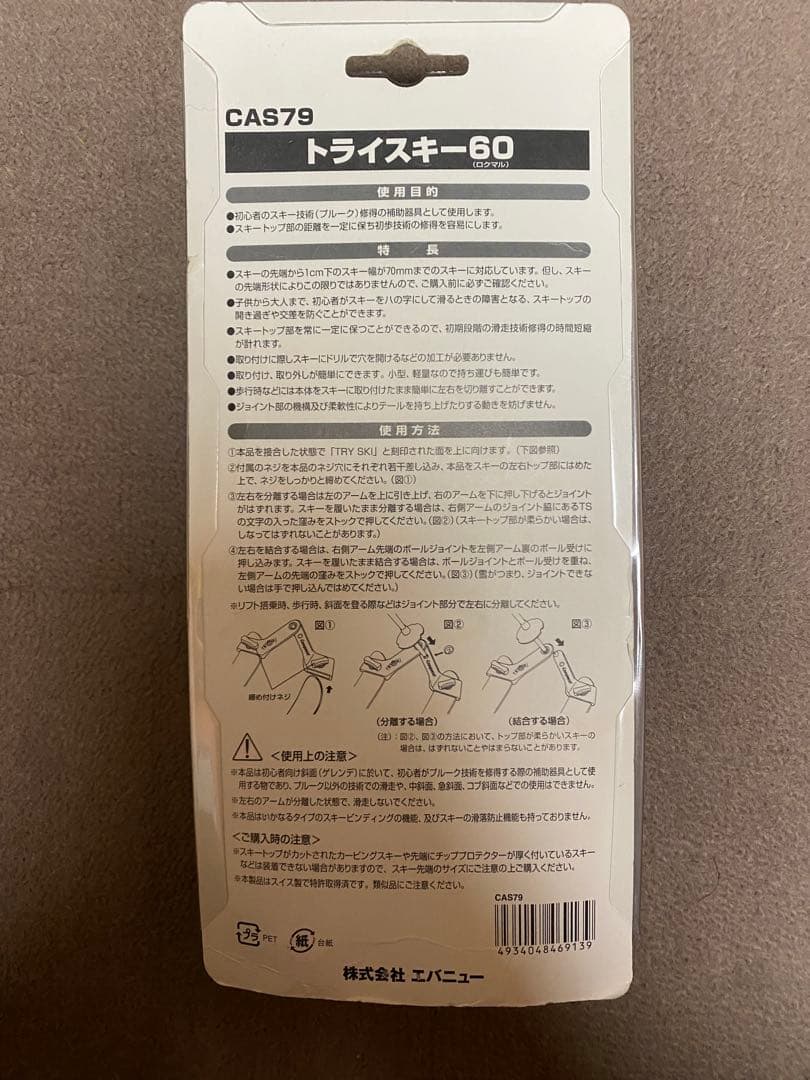 CAS79
トライスキー60
(ロクマル)
使用目的
●初心者のスキー技術(プルーク)修得の補助器具として使用します。
●スキートップ部の距離を一定に保ち初歩技術の修得を容易にします。
特 長
●スキーの先端から1cm下のスキー幅が70mmまでのスキーに対応しています。但し、スキー
の先端形状によりこの限りではありませんので、ご購入前に必ずご確認ください。
●子供から大人まで、初心者がスキーをハの字にして滑るときの障害となる、スキートップの
開き過ぎや交差を防ぐことができます。
●スキートップ部を常に一定に保つことができるので、初期段階の滑走技術修得の時間短縮
が計れます。
●取り付けに際しスキーにドリルで穴を開けるなどの加工が必要ありません。
●取り付け、取り外しが簡単にできます。小型、軽量なので持ち運びも簡単です。
●歩行時などには本体をスキーに取り付けたまま簡単に左右を切り離すことができます。
●ジョイント部の機構及び柔軟性によりテールを持ち上げたりする動きを妨げません。
使用方法
①本品を接合した状態で「TRY SKI」と刻印された面を上に向けます。(下図参照)
②付属のネジを本品のネジ穴にそれぞれ若干差し込み、本品をスキーの左右トップ部にはめた
上で、ネジをしっかりと締めてください。(図①)
③左右を分離する場合は左のアームを上に引き上げ、右のアームを下に押し下げるとジョイント
がはずれます。スキーを履いたまま分離する場合は、右側アームのジョイント脇にあるTS
の文字の入った窪みをストックで押してください。(図②)(スキートップ部が柔らかい場合は、
しなってはずれないことがあります。)
④左右を結合する場合は、右側アーム先端のボールジョイントを左側アーム裏のボール受けに
押し込みます。スキーを履いたまま結合する場合は、ボールジョイントとボール受けを重ね、
左側アームの先端の窪みをストックで押してください。(図③)(雪がつまり、ジョイントできな
い場合は手で押し込んではめてください。)
※リフト搭乗時、歩行時、斜面を登る際などはジョイント部分で左右に分離してください。
図① 図② 図③
締め付けネジ
(分離する場合) (結合する場合)
(注):図②、図③の方法において、トップ部が柔らかいスキーの
場合は、はずれないことやはまらないことがあります。
<使用上の注意>
※本品は初心者向け斜面(ゲレンデ)に於いて、初心者がプルーク技術を修得する際の補助器具として使
用する物であり、プルーク以外の技術での滑走や、中斜面、急斜面、コブ斜面などでの使用はできません。
※左右のアームが分離した状態で、滑走しないでください。
※本品はいかなるタイプのスキービンディングの機能、及びスキーの滑落防止機能も持っておりません。
<ご購入時の注意>
※スキートップがカットされたカービングスキーや先端にチッププロテクターが厚く付いているスキー
などは装着できない場合がありますので、スキー先端のサイズにご注意の上ご購入ください。
※本製品はスイス製で特許取得済です。類似品にご注意ください。
CAS79
4934048469139
プラ PET 紙 台紙
株式会社 エバニュー